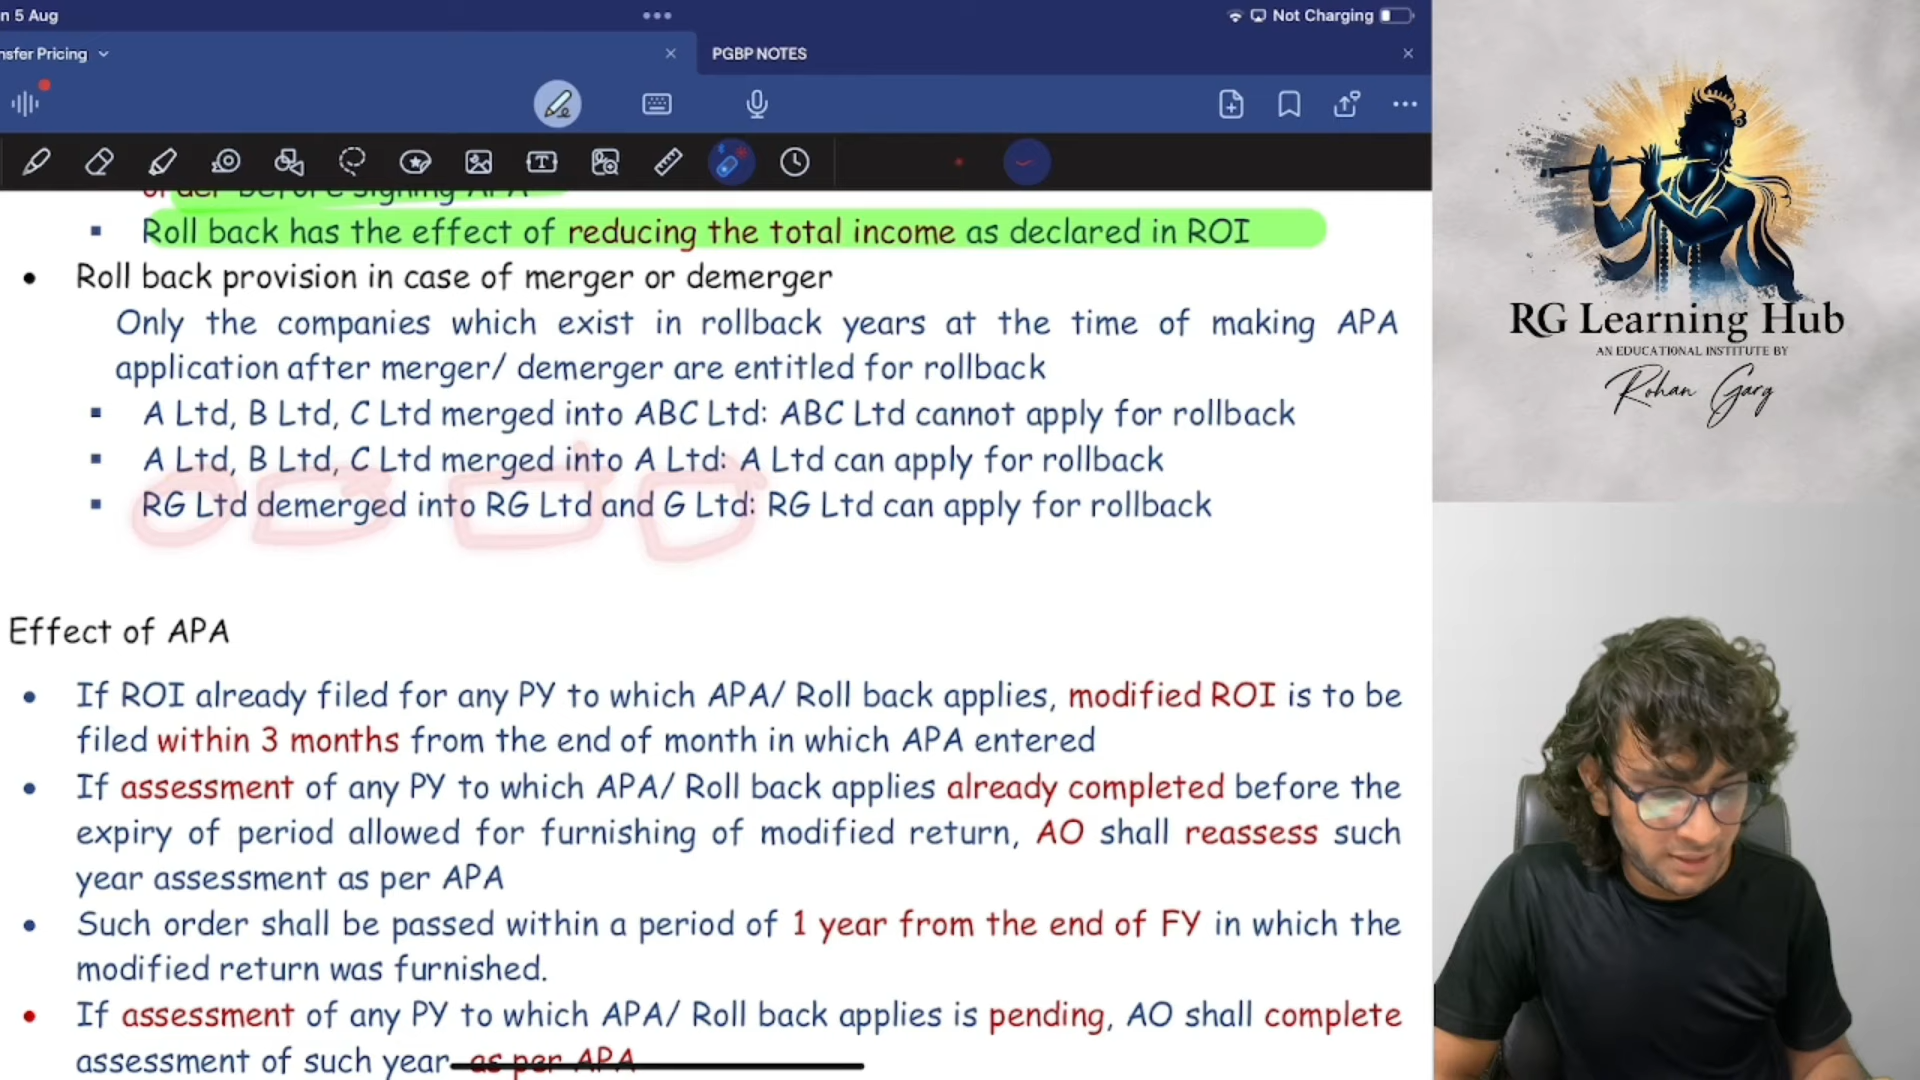 n 5 Aug
Not Charging
nsfer Pricing
PGBP NOTES
order before signing APA
Roll back has the effect of reducing the total income as declared in ROI
Roll back provision in case of merger or demerger
Only the companies which exist in rollback years at the time of making APA
application after merger/ demerger are entitled for rollback
A Ltd, B Ltd, C Ltd merged into ABC Ltd: ABC Ltd cannot apply for rollback
A Ltd, B Ltd, C Ltd merged into A Ltd: A Ltd can apply for rollback
RG Ltd demerged into RG Ltd and G Ltd: RG Ltd can apply for rollback
Effect of APA
If ROI already filed for any PY to which APA/ Roll back applies, modified ROI is to be
filed within 3 months from the end of month in which APA entered
If assessment of any PY to which APA/ Roll back applies already completed before the
expiry of period allowed for furnishing of modified return, AO shall reassess such
year assessment as per APA
Such order shall be passed within a period of 1 year from the end of FY in which the
modified return was furnished.
If assessment of any PY to which APA/ Roll back applies is pending, AO shall complete
assessment of such year as per APA
RG Learning Hub
AN EDUCATIONAL INSTITUTE BY
Rohan Garg